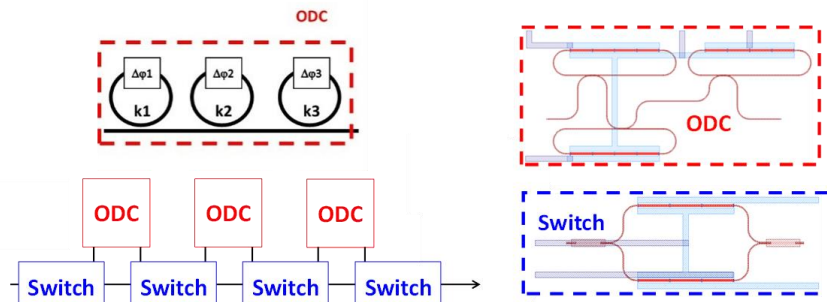 ODC
Δφ1
Δφ2
Δφ3
k1
k2
k3
ODC
ODC
ODC
Switch
Switch
Switch
Switch
ODC
Switch